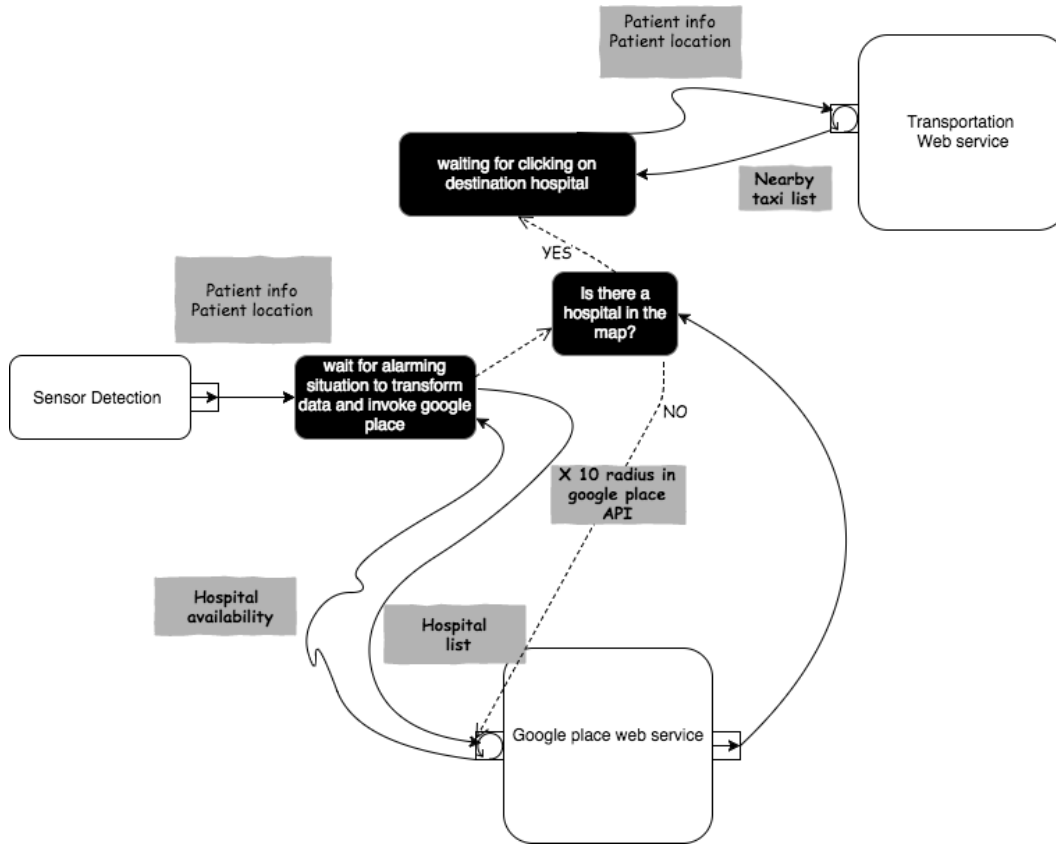 Patient info
Patient location
Transportation
Web service
waiting for clicking on
destination hospital
Nearby
taxi list
YES
Patient info
Patient location
Is there a
hospital in the
map?
Sensor Detection
wait for alarming
situation to transform
data and invoke google
place
NO
X 10 radius in
google place
API
Hospital
availability
Hospital
list
Google place web service